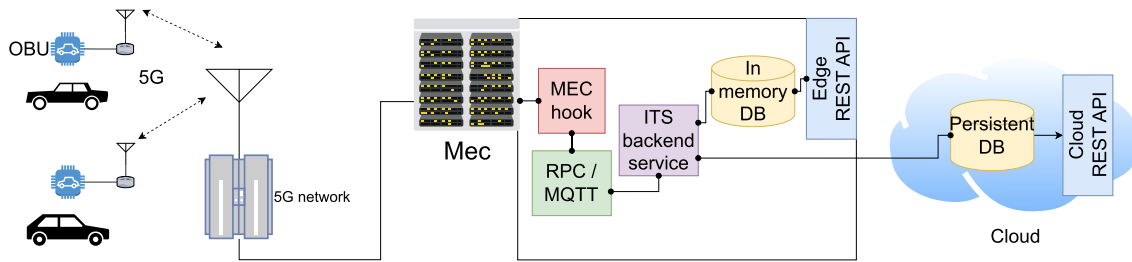 OBU
5G
5G network
Mec
MEC
hook
RPC /
MQTT
ITS
backend
service
In
memory
DB
Edge
REST API
Persistent
DB
Cloud
REST API
Cloud